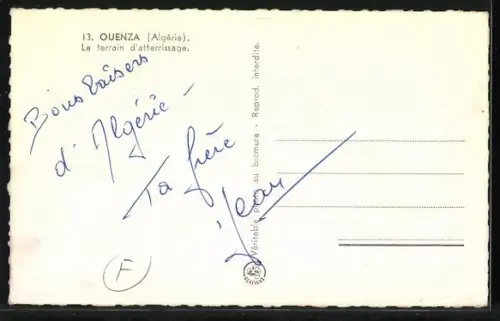 13. OUENZA (Algérie).
Le terrain d'atterrissage.
Bons baisers
d'Algérie -
Ta frère
Jean
F
Véritable photo au bromure - Reprod. interdite.